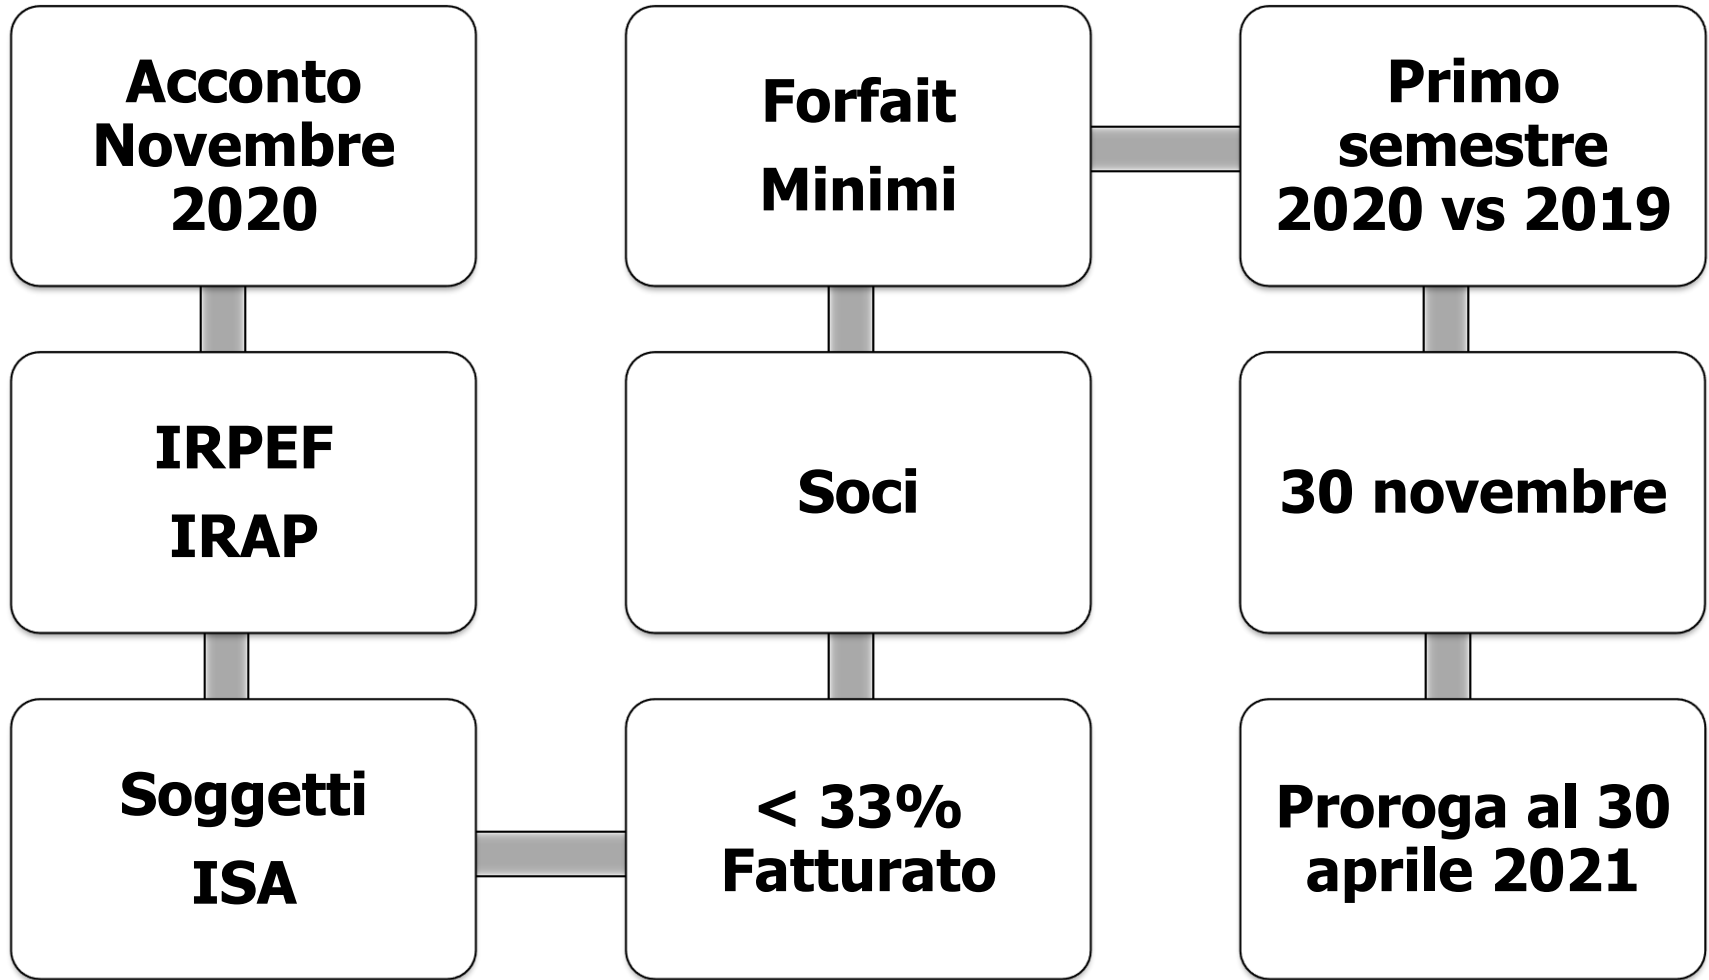 Acconto
Novembre
2020
IRPEF
IRAP
Soggetti
ISA
< 33%
Fatturato
Soci
Forfait
Minimi
Primo
semestre
2020 vs 2019
30 novembre
Proroga al 30
aprile 2021